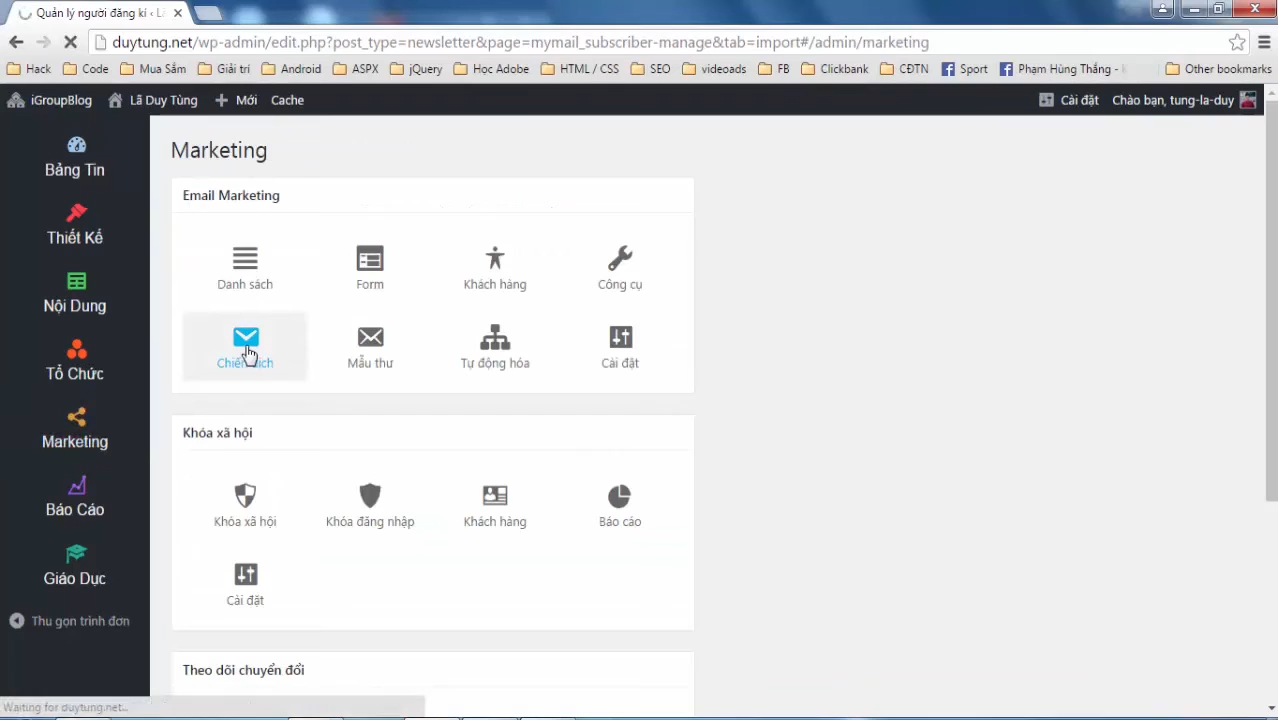 Quản lý người đăng kí ‹ Lã
duytung.net/wp-admin/edit.php?post_type=newsletter&page=mymail_subscriber-manage&tab=import#/admin/marketing
Hack Code Mua Sắm Giải trí Android ASPX jQuery Học Adobe HTML / CSS SEO videoads FB Clickbank CĐTN Sport Phạm Hùng Thắng - Other bookmarks
iGroupBlog Lã Duy Tùng Mới Cache Cài đặt Chào bạn, tung-la-duy
Bảng Tin
Thiết Kế
Nội Dung
Tổ Chức
Marketing
Báo Cáo
Giáo Dục
Thu gọn trình đơn
Marketing
Email Marketing
Danh sách Form Khách hàng Công cụ
Chiến dịch Mẫu thư Tự động hóa Cài đặt
Khóa xã hội
Khóa xã hội Khóa đăng nhập Khách hàng Báo cáo
Cài đặt
Theo dõi chuyển đổi
Waiting for duytung.net...